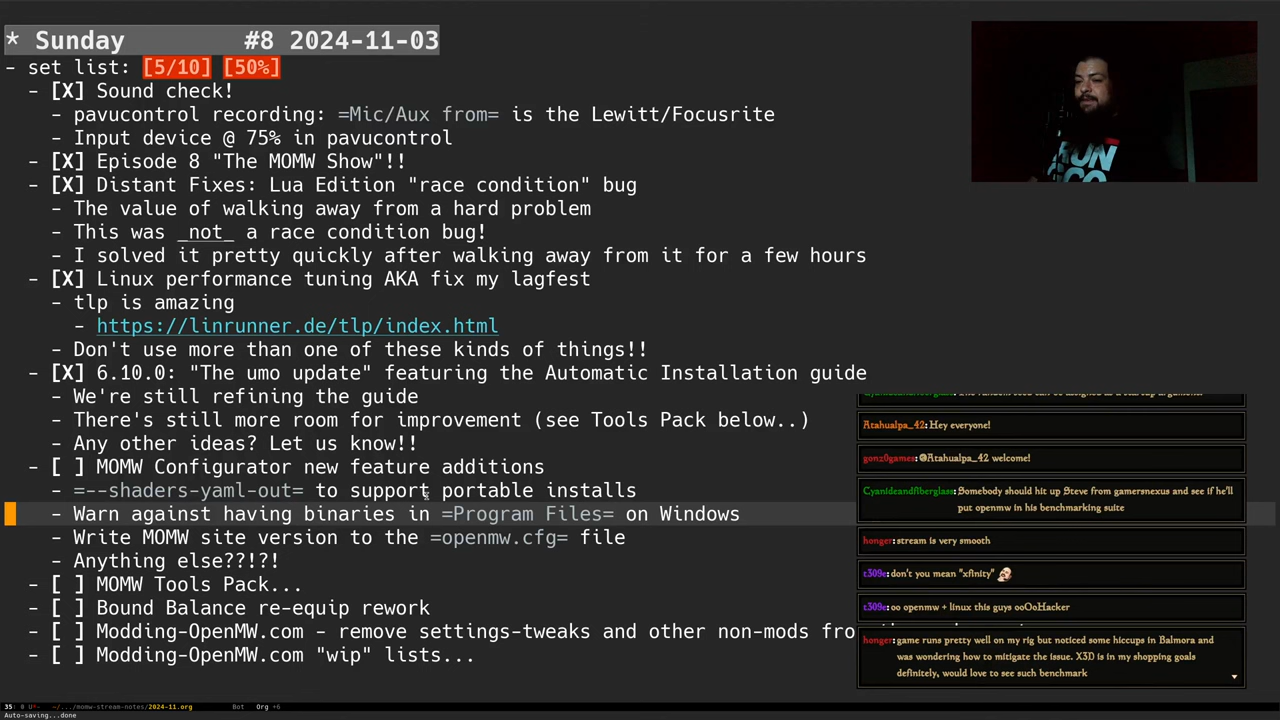 * Sunday #8 2024-11-03
- set list: [5/10] [50%]
- [X] Sound check!
- pavucontrol recording: =Mic/Aux from= is the Lewitt/Focusrite
- Input device @ 75% in pavucontrol
- [X] Episode 8 "The MOMW Show"!!
- [X] Distant Fixes: Lua Edition "race condition" bug
- The value of walking away from a hard problem
- This was _not_ a race condition bug!
- I solved it pretty quickly after walking away from it for a few hours
- [X] Linux performance tuning AKA fix my lagfest
- tlp is amazing
- https://linrunner.de/tlp/index.html
- Don't use more than one of these kinds of things!!
- [X] 6.10.0: "The umo update" featuring the Automatic Installation guide
- We're still refining the guide
- There's still more room for improvement (see Tools Pack below..)
- Any other ideas? Let us know!!
- [ ] MOMW Configurator new feature additions
- =--shaders-yaml-out= to support portable installs
- Warn against having binaries in =Program Files= on Windows
- Write MOMW site version to the =openmw.cfg= file
- Anything else??!?!
- [ ] MOMW Tools Pack...
- [ ] Bound Balance re-equip rework
- [ ] Modding-OpenMW.com - remove settings-tweaks and other non-mods fro
- [ ] Modding-OpenMW.com "wip" lists...
Atahualpa_42: Hey everyone!
gonz0games: @Atahualpa_42 welcome!
Cyanideandfiberglass: Somebody should hit up Steve from gamersnexus and see if he'll
put openmw in his benchmarking suite
honger: stream is very smooth
t309e: don't you mean "xfinity"
t309e: oo openmw + linux this guys ooOoHacker
honger: game runs pretty well on my rig but noticed some hiccups in Balmora and
was wondering how to mitigate the issue. X3D is in my shopping goals
definitely, would love to see such benchmark
35: 0 ~/.../momw-stream-notes/2024-11.org Bot Org +6
Auto-saving...done